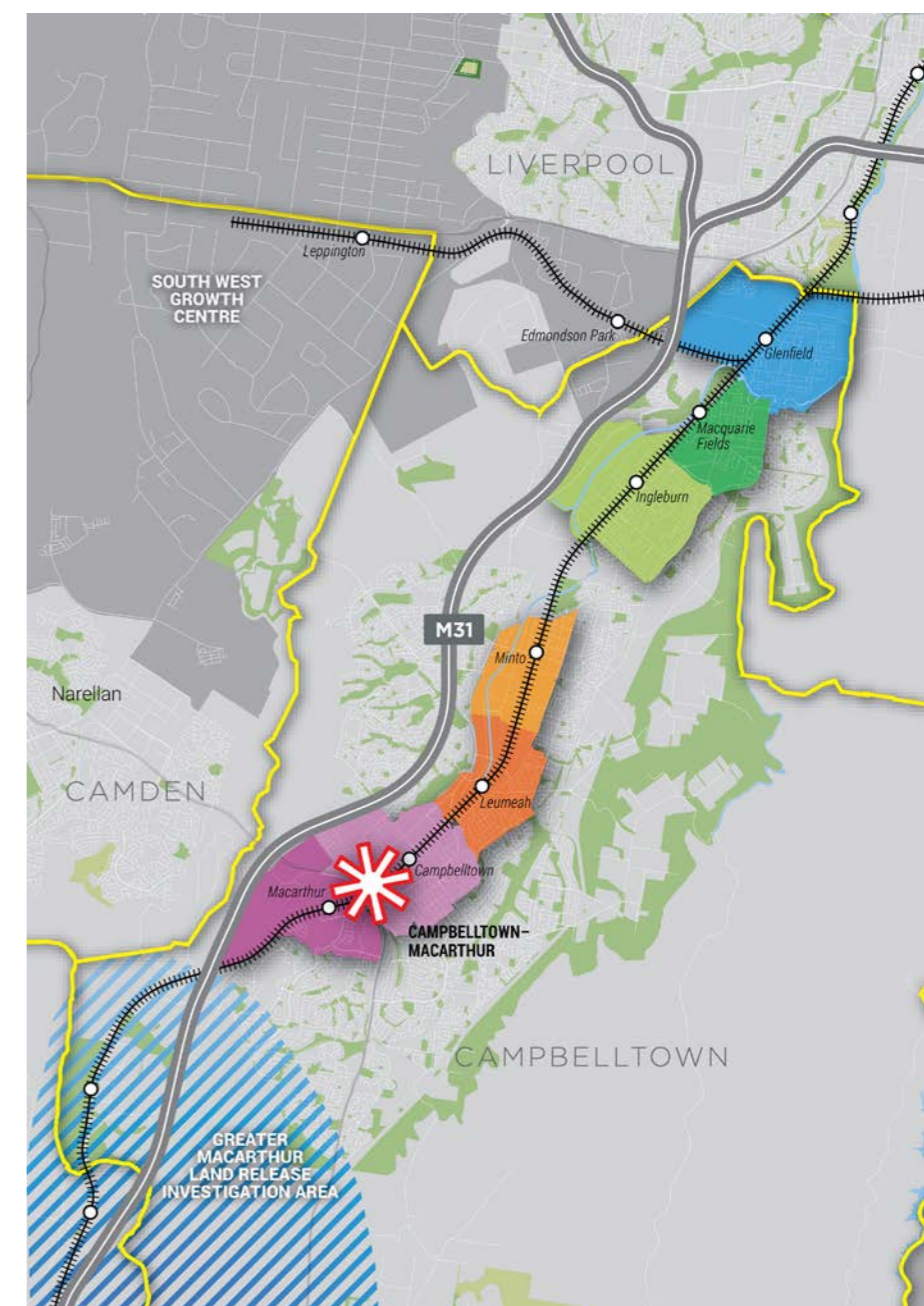 LIVERPOOL
Leppington
SOUTH WEST
GROWTH
CENTRE
Edmondson Park
Glenfield
Macquarie
Fields
Ingleburn
M31
Minto
Narellan
CAMDEN
Leumeah
Campbelltown
Macarthur
CAMPBELLTOWN–
MACARTHUR
CAMPBELLTOWN
GREATER
MACARTHUR
LAND RELEASE
INVESTIGATION AREA